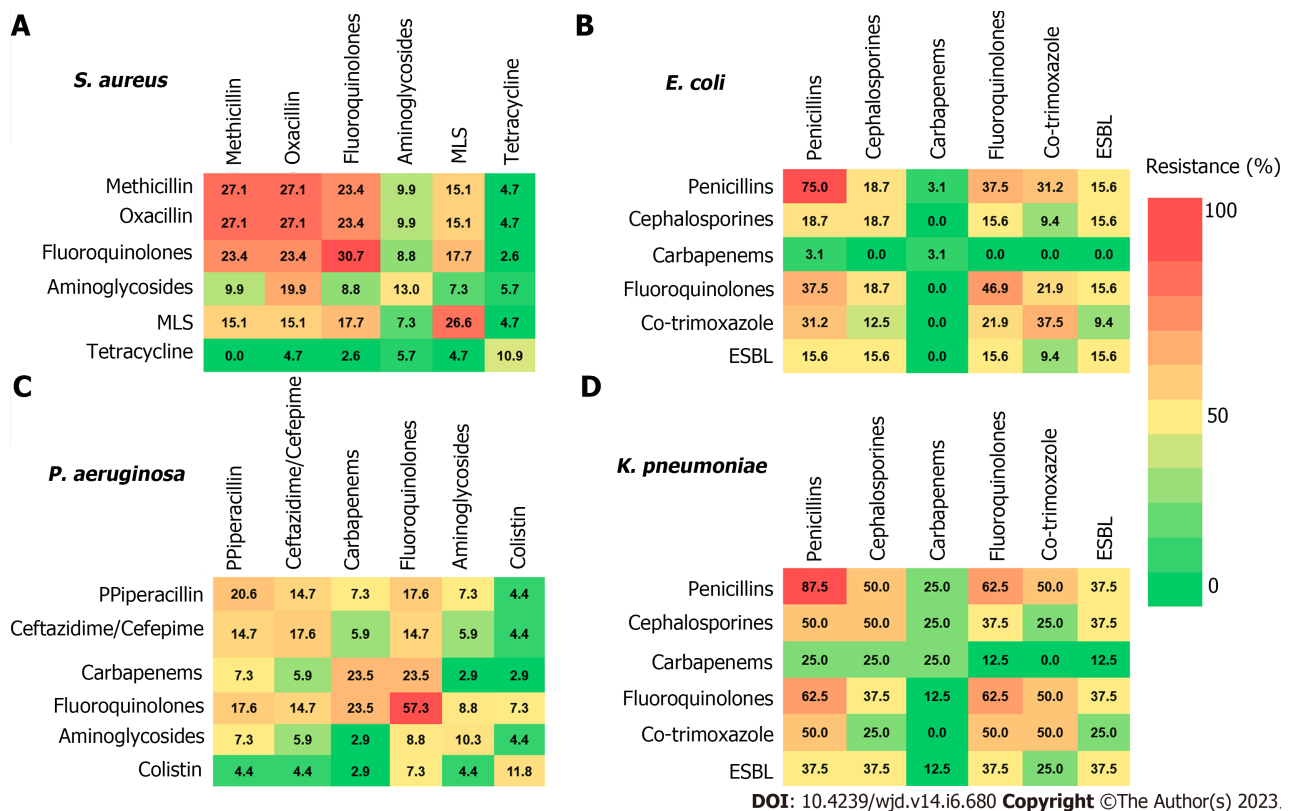 A
S. aureus
Methicillin
Oxacillin
Fluoroquinolones
Aminoglycosides
MLS
Tetracycline
Methicillin 27.1 27.1 23.4 9.9 15.1 4.7
Oxacillin 27.1 27.1 23.4 9.9 15.1 4.7
Fluoroquinolones 23.4 23.4 30.7 8.8 17.7 2.6
Aminoglycosides 9.9 19.9 8.8 13.0 7.3 5.7
MLS 15.1 15.1 17.7 7.3 26.6 4.7
Tetracycline 0.0 4.7 2.6 5.7 4.7 10.9
B
E. coli
Penicillins
Cephalosporines
Carbapenems
Fluoroquinolones
Co-trimoxazole
ESBL
Penicillins 75.0 18.7 3.1 37.5 31.2 15.6
Cephalosporines 18.7 18.7 0.0 15.6 9.4 15.6
Carbapenems 3.1 0.0 3.1 0.0 0.0 0.0
Fluoroquinolones 37.5 18.7 0.0 46.9 21.9 15.6
Co-trimoxazole 31.2 12.5 0.0 21.9 37.5 9.4
ESBL 15.6 15.6 0.0 15.6 9.4 15.6
Resistance (%)
100
50
0
C
P. aeruginosa
PPiperacillin
Ceftazidime/Cefepime
Carbapenems
Fluoroquinolones
Aminoglycosides
Colistin
PPiperacillin 20.6 14.7 7.3 17.6 7.3 4.4
Ceftazidime/Cefepime 14.7 17.6 5.9 14.7 5.9 4.4
Carbapenems 7.3 5.9 23.5 23.5 2.9 2.9
Fluoroquinolones 17.6 14.7 23.5 57.3 8.8 7.3
Aminoglycosides 7.3 5.9 2.9 8.8 10.3 4.4
Colistin 4.4 4.4 2.9 7.3 4.4 11.8
D
K. pneumoniae
Penicillins
Cephalosporines
Carbapenems
Fluoroquinolones
Co-trimoxazole
ESBL
Penicillins 87.5 50.0 25.0 62.5 50.0 37.5
Cephalosporines 50.0 50.0 25.0 37.5 25.0 37.5
Carbapenems 25.0 25.0 25.0 12.5 0.0 12.5
Fluoroquinolones 62.5 37.5 12.5 62.5 50.0 37.5
Co-trimoxazole 50.0 25.0 0.0 50.0 50.0 25.0
ESBL 37.5 37.5 12.5 37.5 25.0 37.5
DOI: 10.4239/wjd.v14.i6.680 Copyright ©The Author(s) 2023.